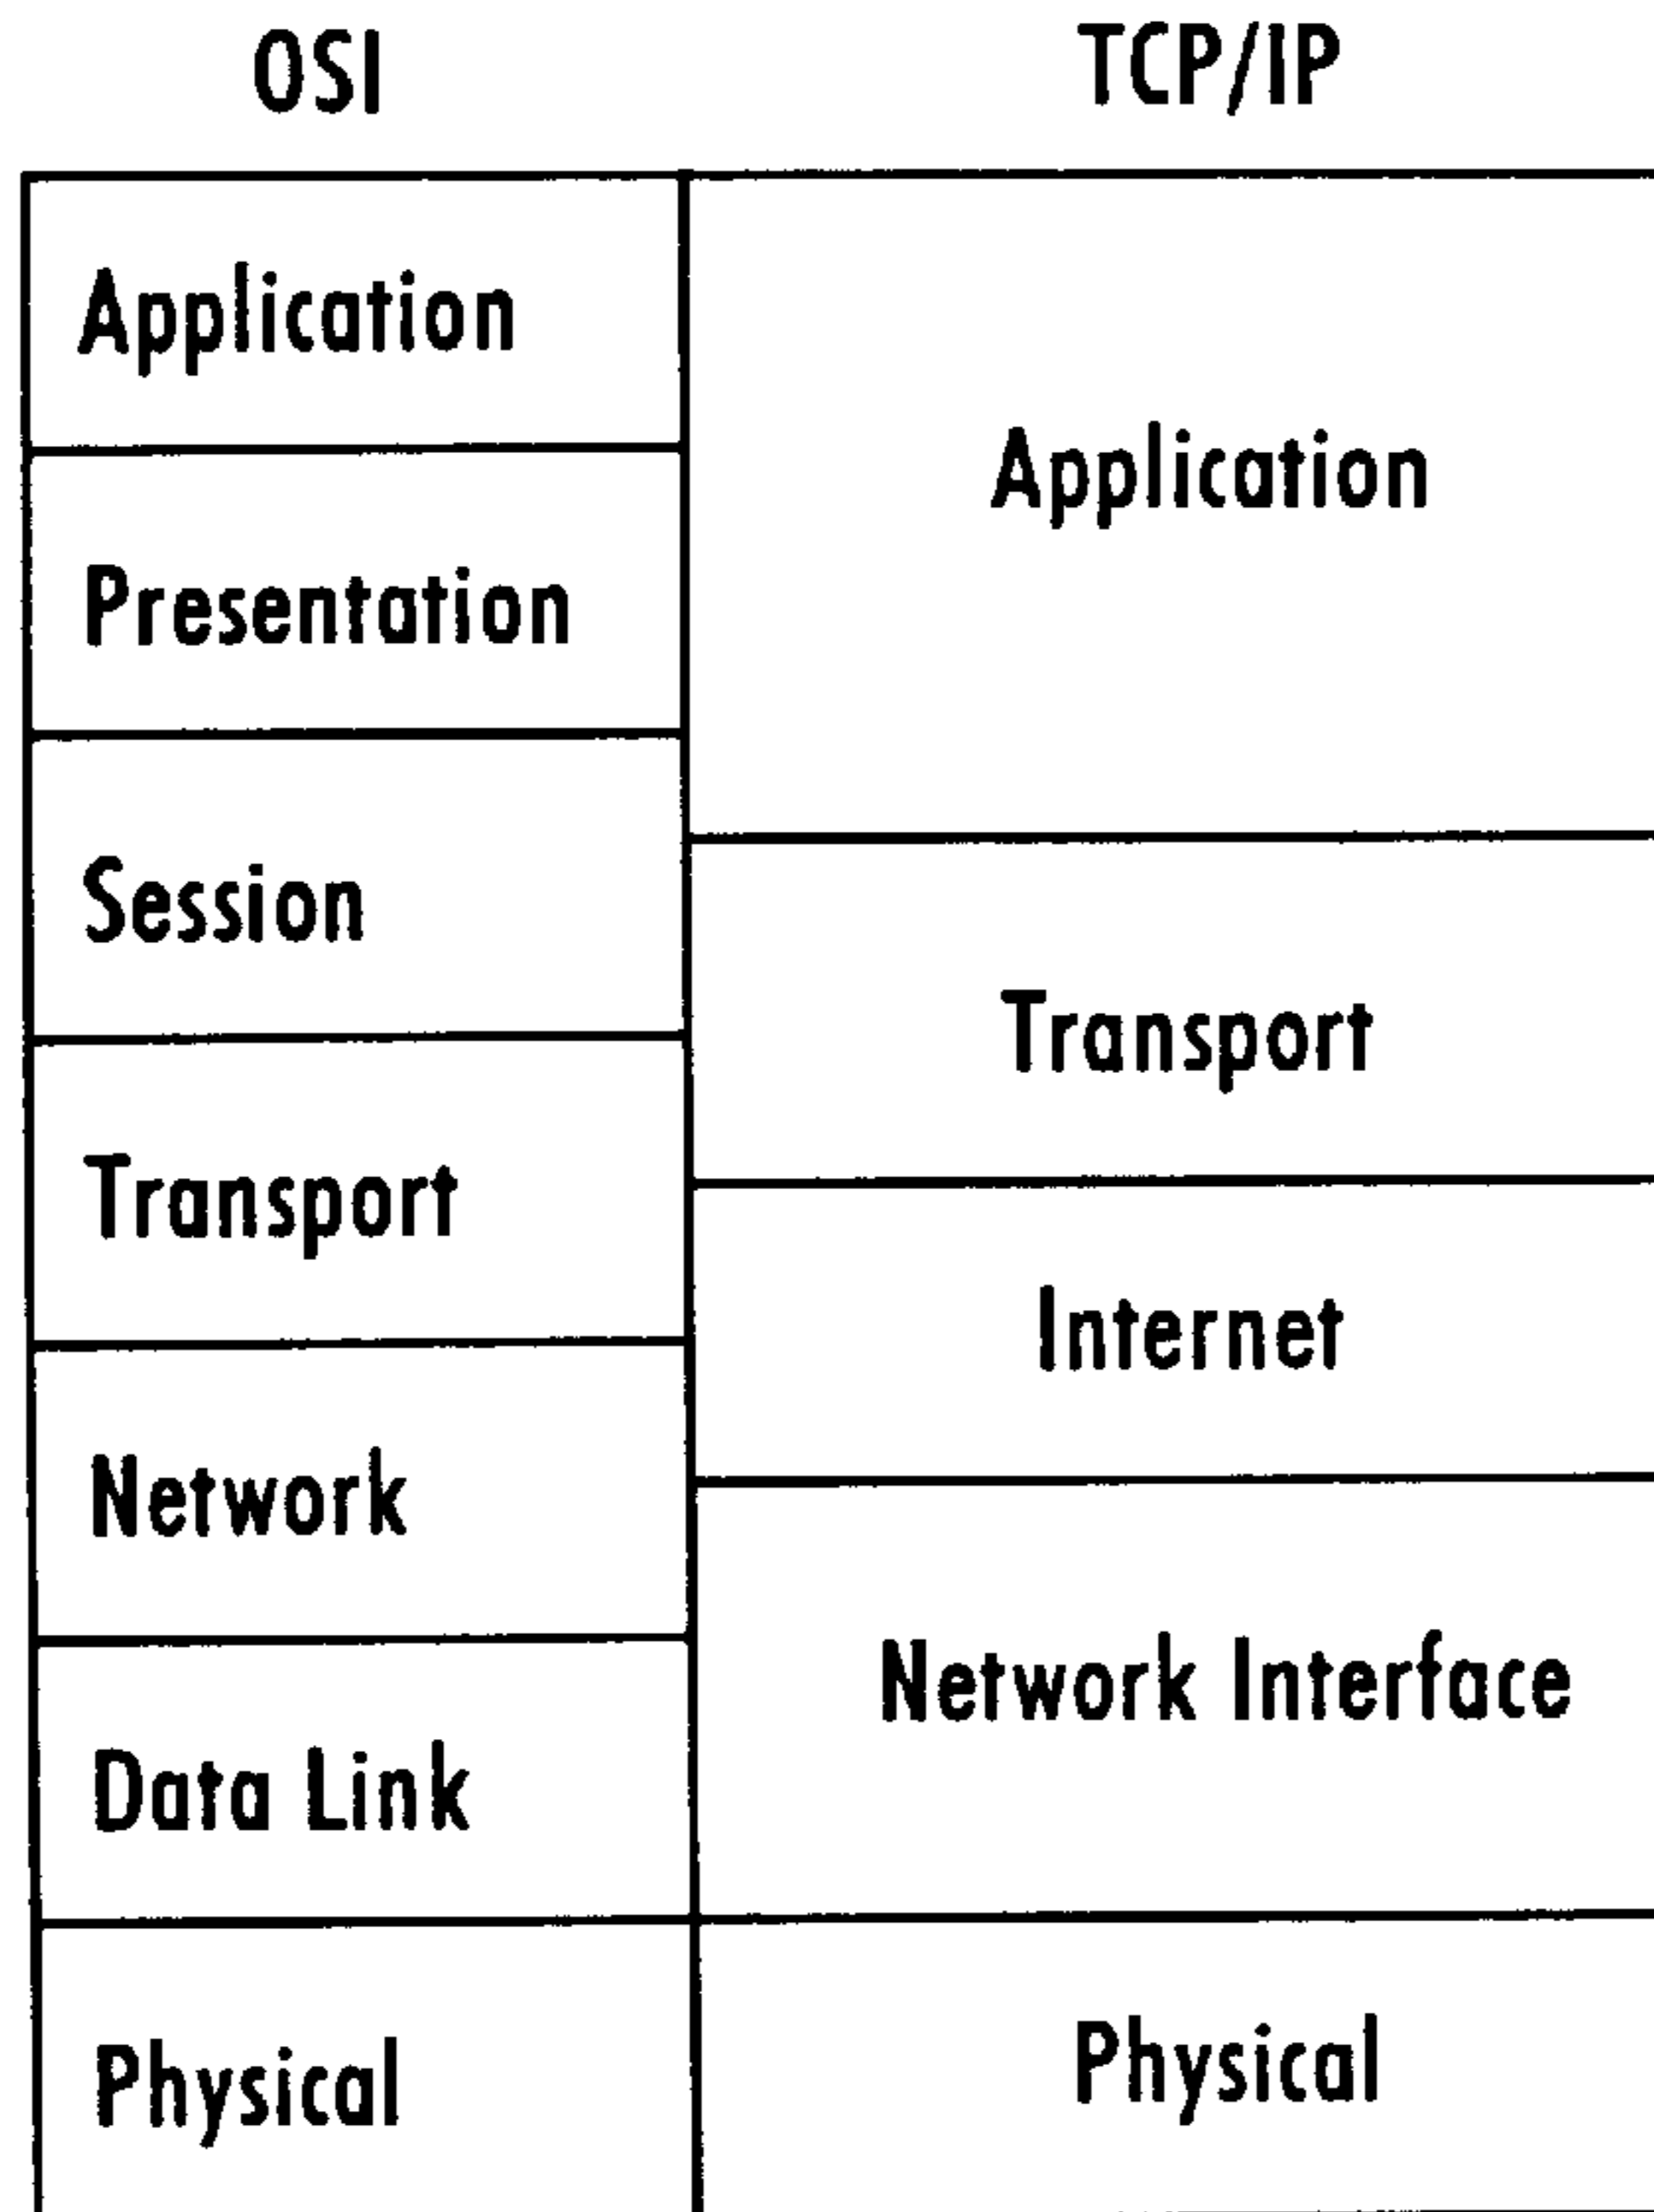 OSI
TCP/IP
Application
Presentation
Session
Transport
Network
Data Link
Physical
Application
Transport
Internet
Network Interface
Physical